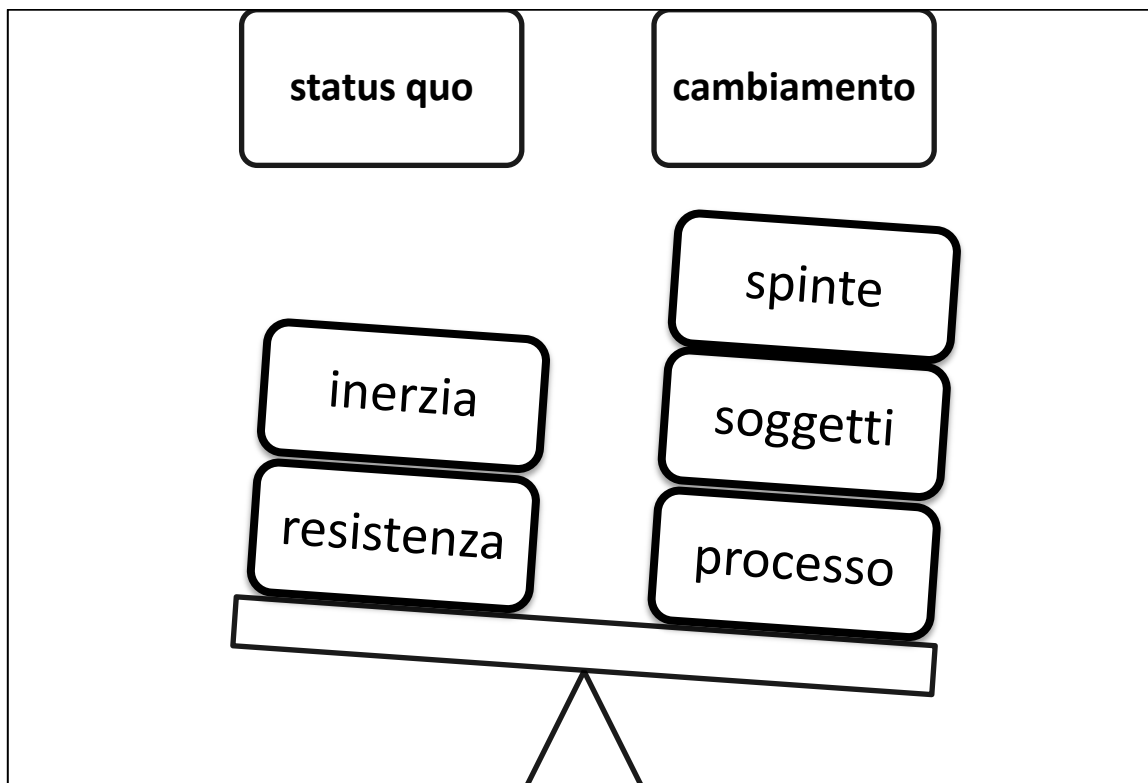 status quo
cambiamento
spinte
inerzia
soggetti
resistenza
processo